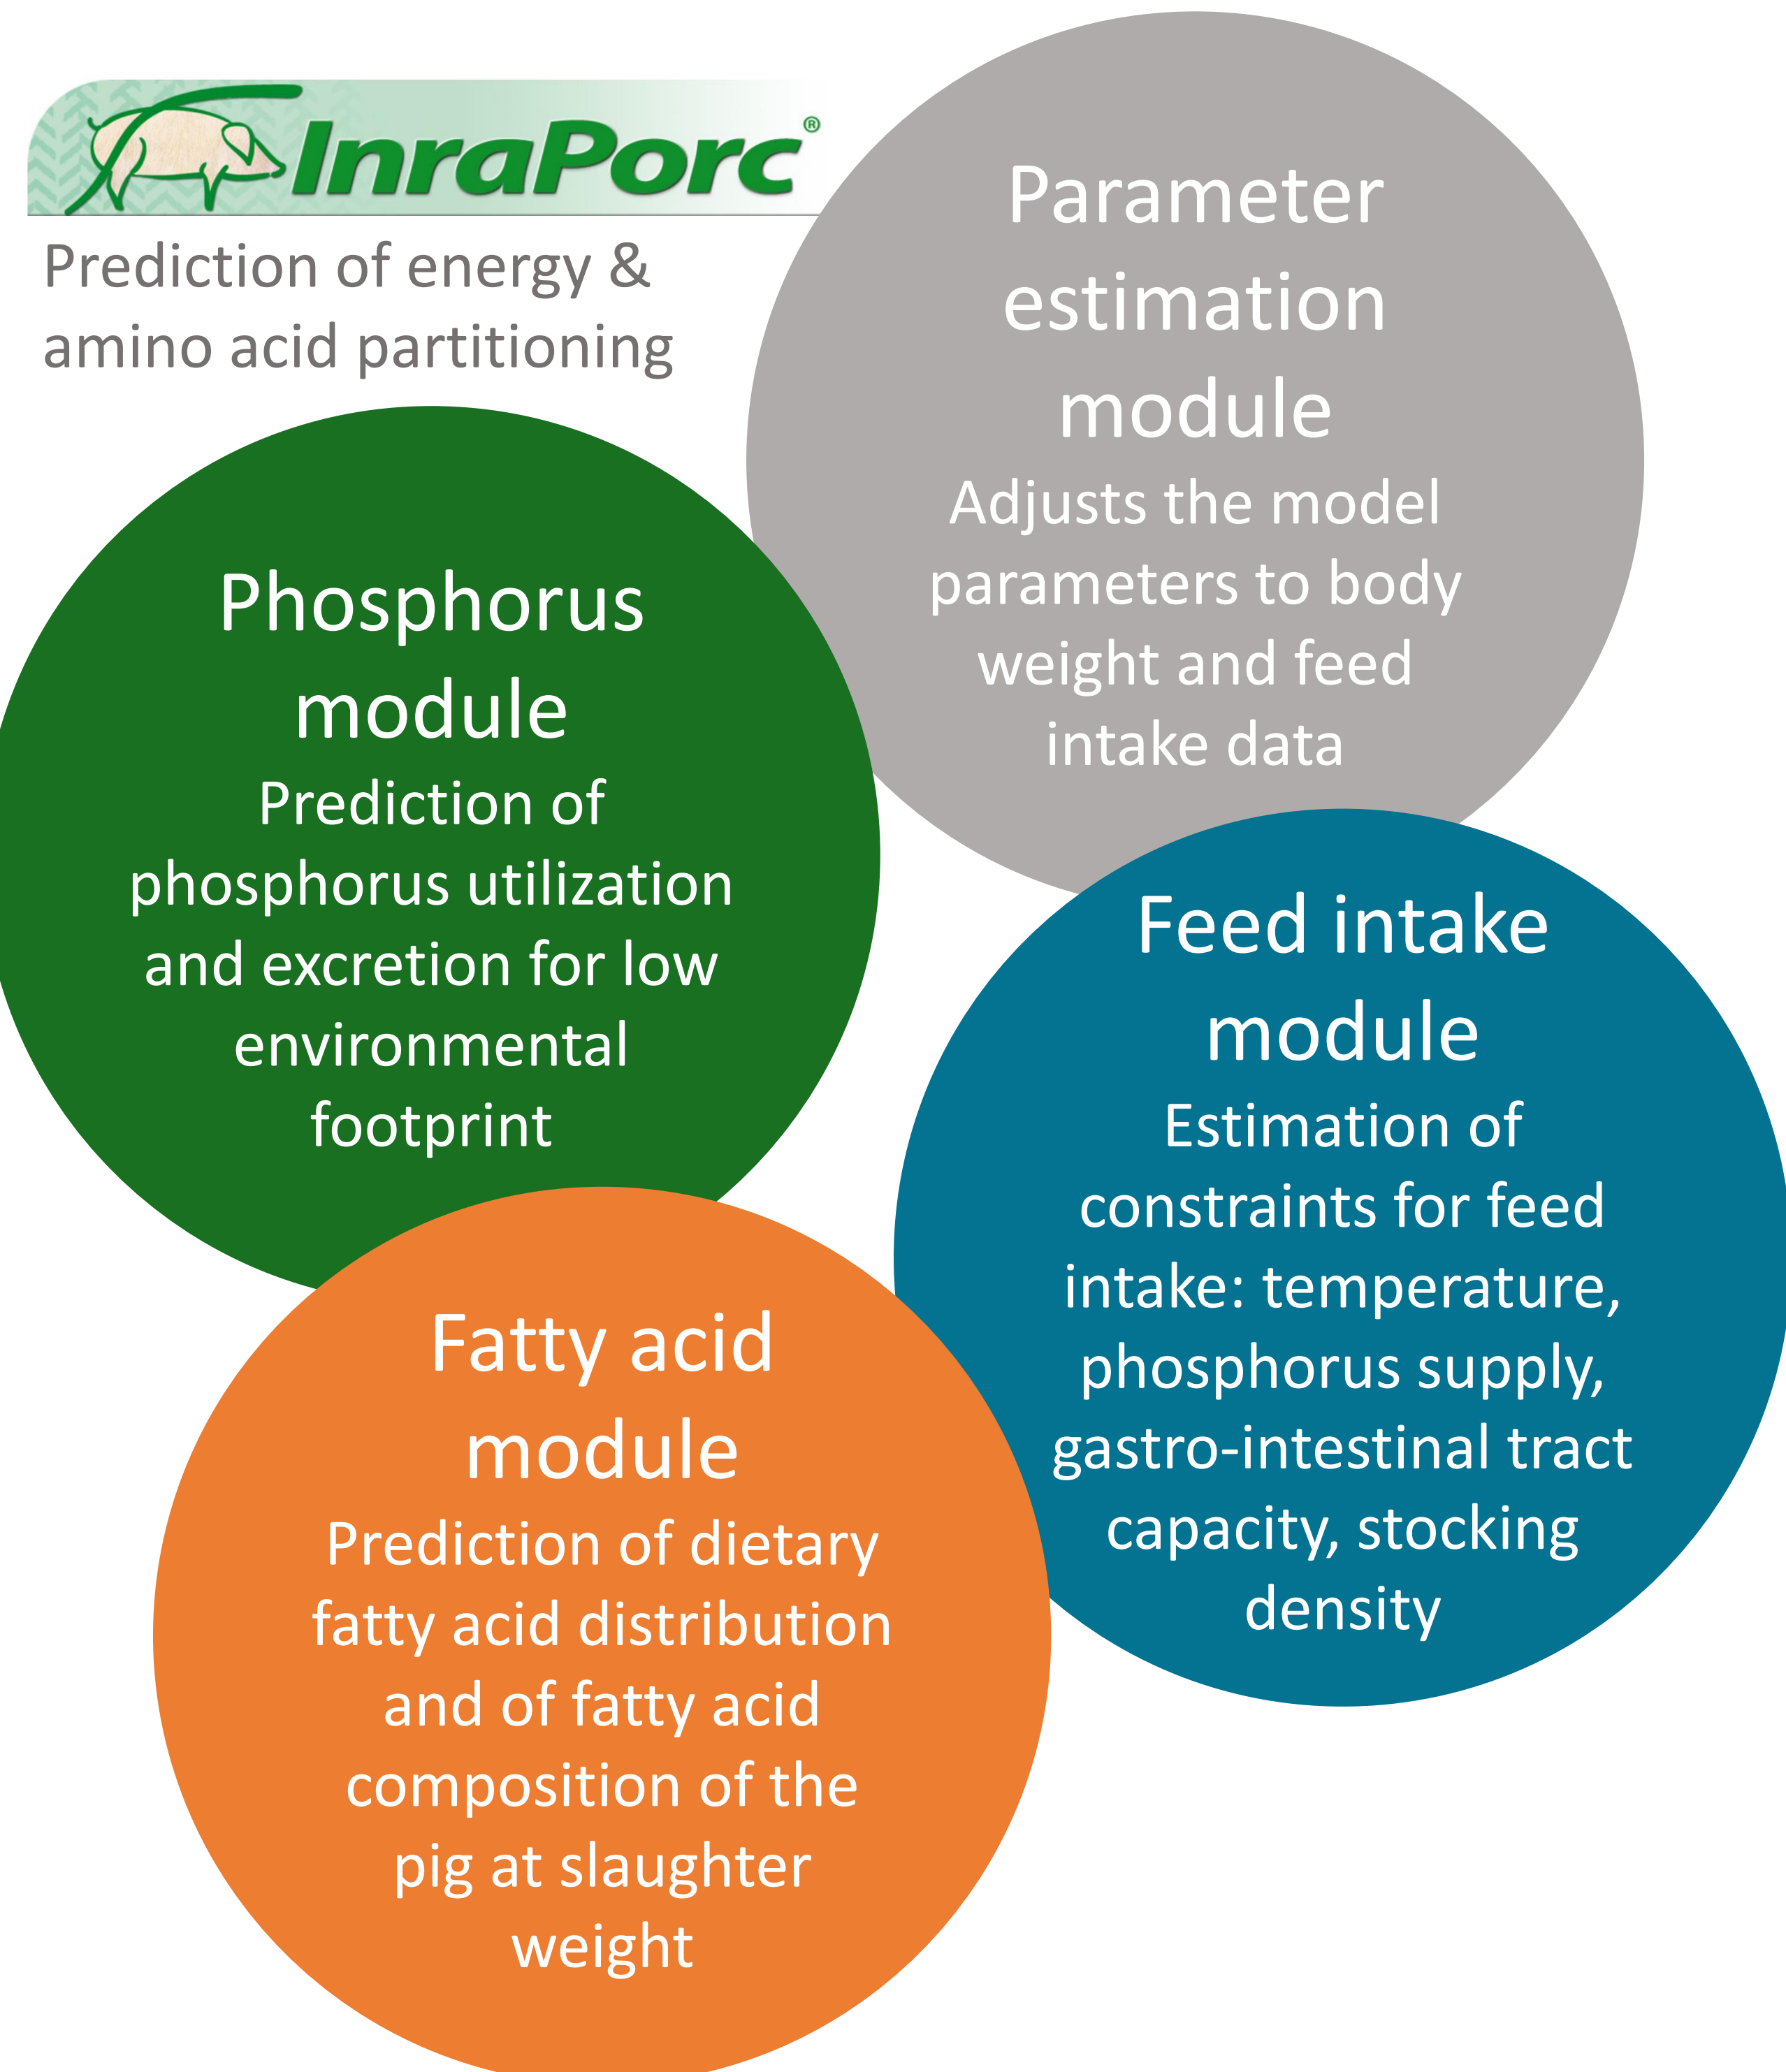 InraPorc®
Prediction of energy &
amino acid partitioning
Parameter
estimation
module
Adjusts the model
parameters to body
weight and feed
intake data
Phosphorus
module
Prediction of
phosphorus utilization
and excretion for low
environmental
footprint
Feed intake
module
Estimation of
constraints for feed
intake: temperature,
phosphorus supply,
gastro-intestinal tract
capacity, stocking
density
Fatty acid
module
Prediction of dietary
fatty acid distribution
and of fatty acid
composition of the
pig at slaughter
weight